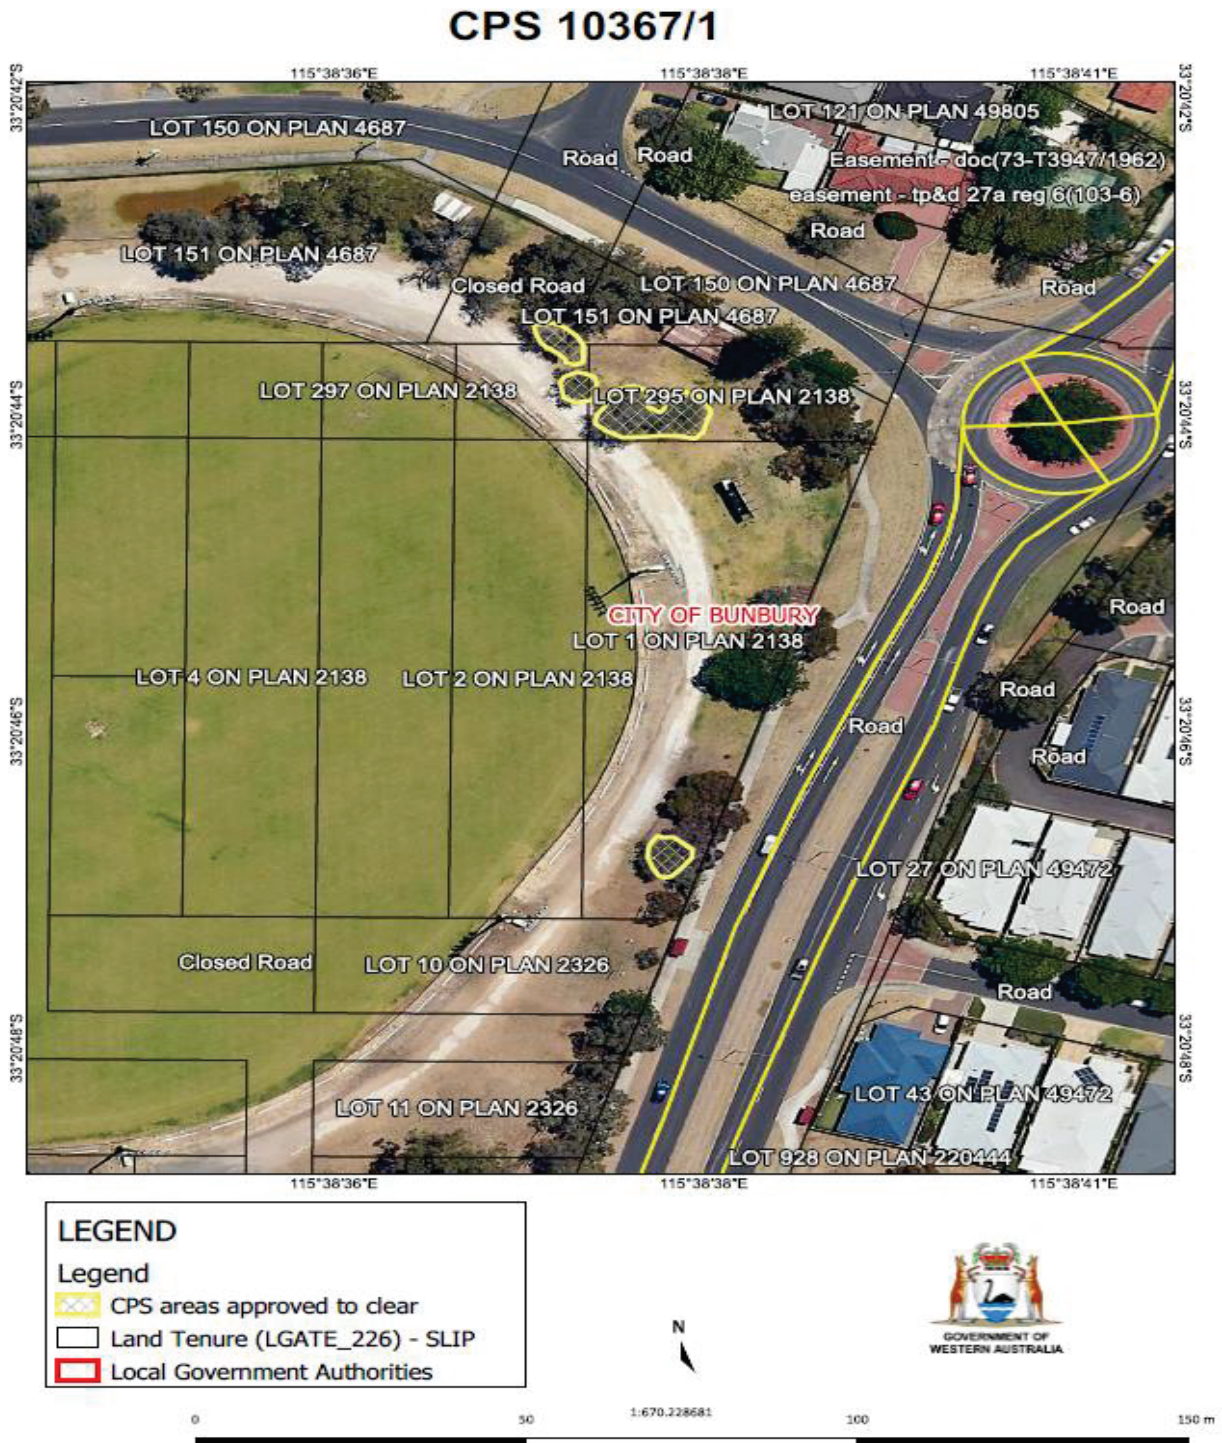 CPS 10367/1
115°38'36"E
115°38'38"E
115°38'41"E
33°20'42"S
33°20'42"S
LOT 121 ON PLAN 49805
LOT 150 ON PLAN 4687
Road
Road
Easement - doc(73-T3947/1962)
easement - tp&d 27a reg 6(103-6)
Road
LOT 151 ON PLAN 4687
Closed Road
LOT 150 ON PLAN 4687
Road
LOT 151 ON PLAN 4687
33°20'44"S
LOT 297 ON PLAN 2138
LOT 295 ON PLAN 2138
33°20'44"S
CITY OF BUNBURY
Road
LOT 1 ON PLAN 2138
LOT 4 ON PLAN 2138
LOT 2 ON PLAN 2138
Road
33°20'46"S
Road
Road
33°20'46"S
LOT 27 ON PLAN 49472
Closed Road
LOT 10 ON PLAN 2326
Road
33°20'48"S
33°20'48"S
LOT 11 ON PLAN 2326
LOT 43 ON PLAN 49472
LOT 928 ON PLAN 220444
115°38'36"E
115°38'38"E
115°38'41"E
LEGEND
Legend
CPS areas approved to clear
Land Tenure (LGATE_226) - SLIP
Local Government Authorities
N
GOVERNMENT OF
WESTERN AUSTRALIA
1:670.228681
0
50
100
150 m